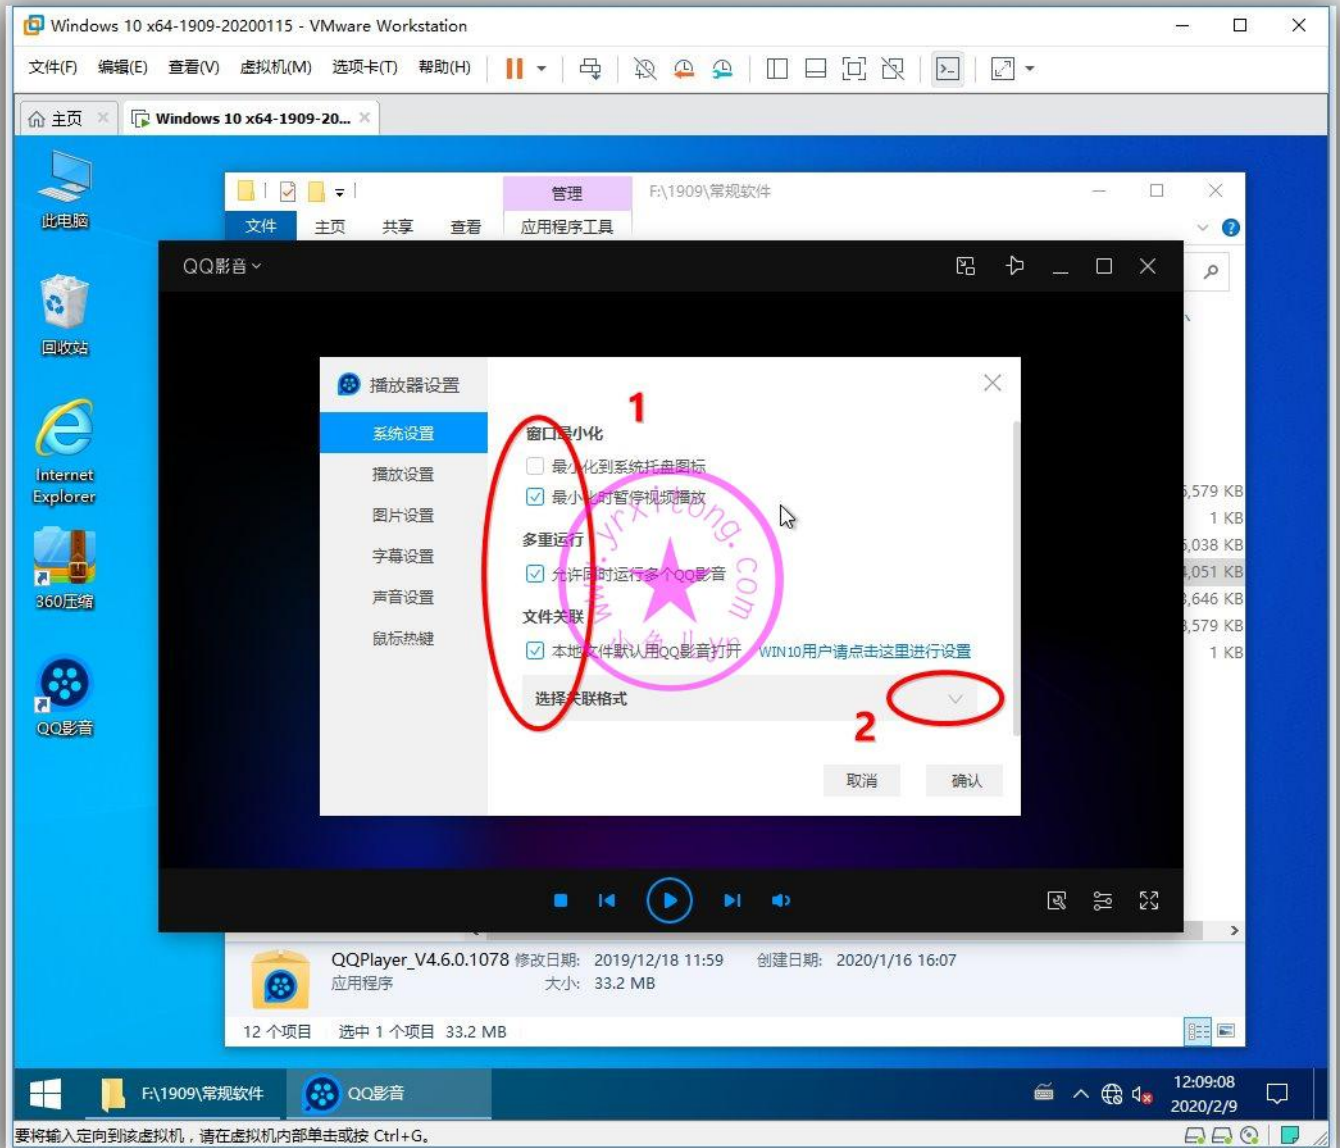 Windows 10 x64-1909-20200115 - VMware Workstation
文件(F) 编辑(E) 查看(V) 虚拟机(M) 选项卡(T) 帮助(H)
主页 Windows 10 x64-1909-20...
此电脑
回收站
Internet
Explorer
360压缩
QQ影音
管理 F:\1909\常规软件
文件 主页 共享 查看 应用程序工具
QQ影音
播放器设置
系统设置
播放设置
图片设置
字幕设置
声音设置
鼠标热键
1
窗口最小化
最小化到系统托盘图标
最小化时暂停视频播放
多重运行
允许同时运行多个QQ影音
文件关联
本地文件默认用QQ影音打开 WIN10用户请点击这里进行设置
选择关联格式
2
取消 确认
www.yrxitong.com
小鱼儿yr
,579 KB
1 KB
,038 KB
,051 KB
,646 KB
,579 KB
1 KB
QQPlayer_V4.6.0.1078 修改日期: 2019/12/18 11:59 创建日期: 2020/1/16 16:07
应用程序 大小: 33.2 MB
12 个项目 选中 1 个项目 33.2 MB
F:\1909\常规软件 QQ影音
12:09:08
2020/2/9
要将输入定向到该虚拟机，请在虚拟机内部单击或按 Ctrl+G。